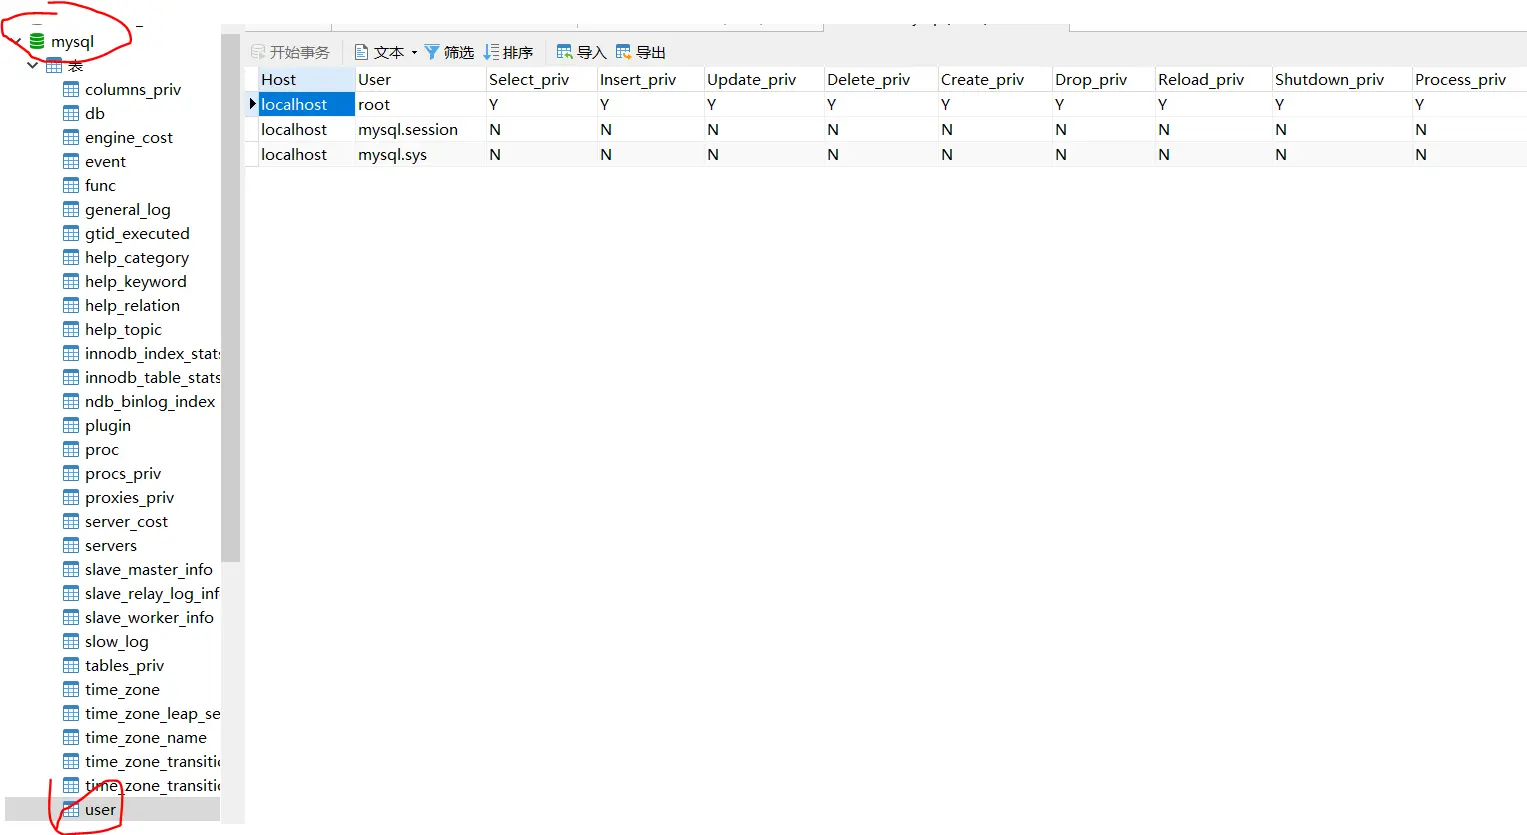 mysql
表
columns_priv
db
engine_cost
event
func
general_log
gtid_executed
help_category
help_keyword
help_relation
help_topic
innodb_index_stats
innodb_table_stats
ndb_binlog_index
plugin
proc
procs_priv
proxies_priv
server_cost
servers
slave_master_info
slave_relay_log_inf
slave_worker_info
slow_log
tables_priv
time_zone
time_zone_leap_se
time_zone_name
time_zone_transitic
time_zone_transitic
user
开始事务 文本 筛选 排序 导入 导出
Host User Select_priv Insert_priv Update_priv Delete_priv Create_priv Drop_priv Reload_priv Shutdown_priv Process_priv
localhost root Y Y Y Y Y Y Y Y Y
localhost mysql.session N N N N N N N N N
localhost mysql.sys N N N N N N N N N